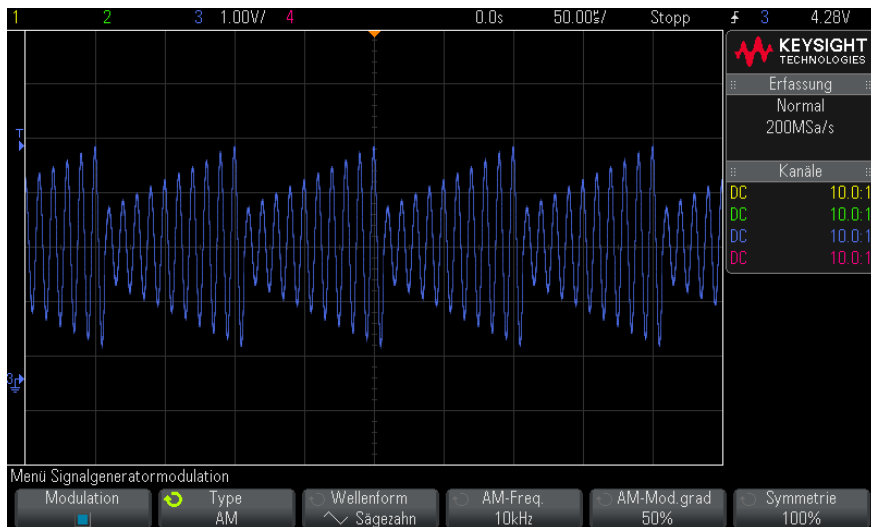 1 2 3 1.00V/ 4 0.0s 50.00µs/ Stopp 3 4.28V
KEYSIGHT
TECHNOLOGIES
Erfassung
Normal
200MSa/s
Kanäle
DC 10.0:1
DC 10.0:1
DC 10.0:1
DC 10.0:1
T
3
Menü Signalgeneratormodulation
Modulation
Type
AM
Wellenform
Sägezahn
AM-Freq.
10kHz
AM-Mod.grad
50%
Symmetrie
100%